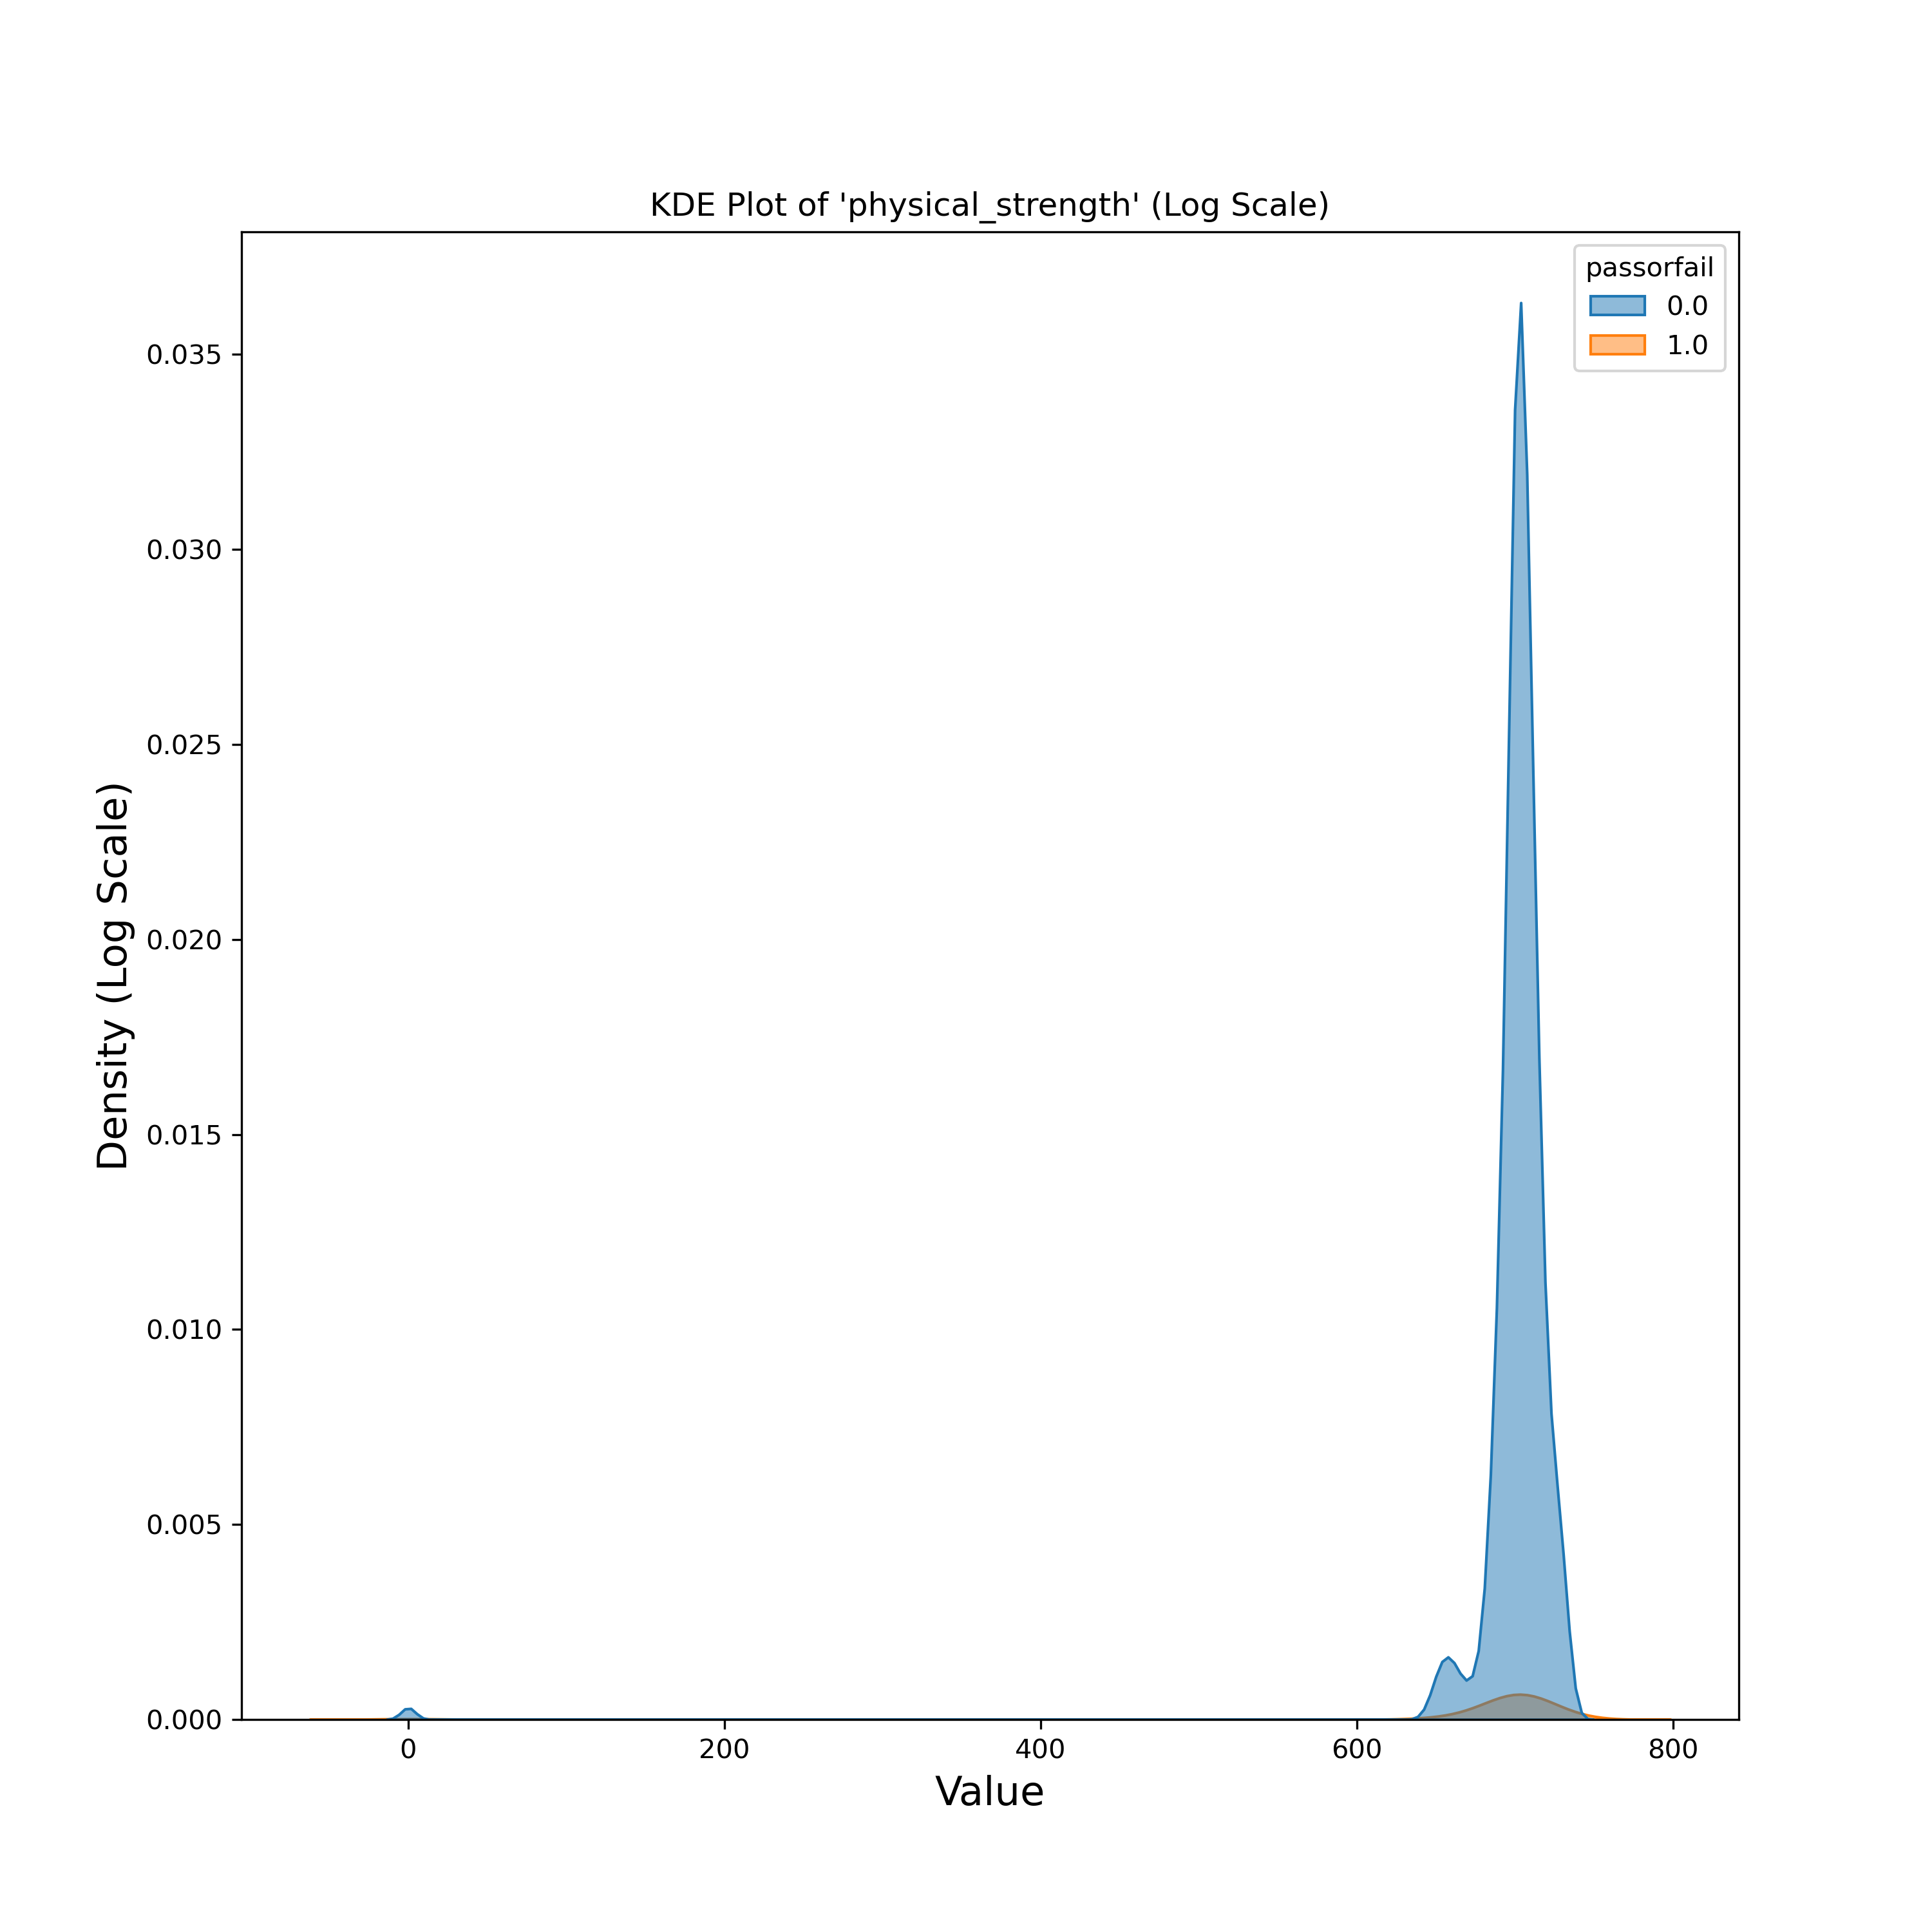 KDE Plot of 'physical_strength' (Log Scale)
passorfail
0.0
1.0
Density (Log Scale)
0.035
0.030
0.025
0.020
0.015
0.010
0.005
0.000
0 200 400 600 800
Value